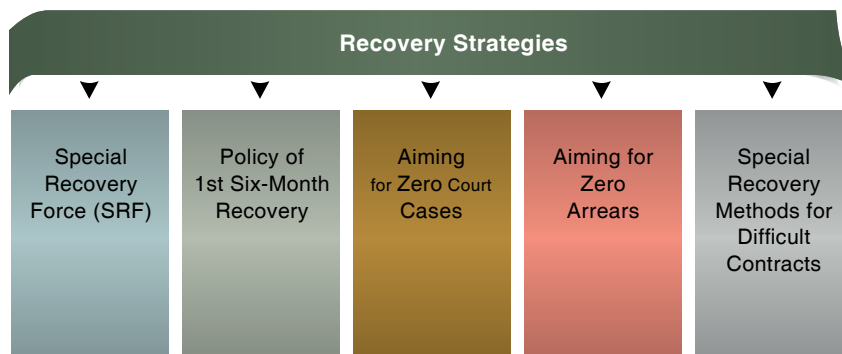 Recovery Strategies
Special
Recovery
Force (SRF)
Policy of
1st Six-Month
Recovery
Aiming
for Zero Court
Cases
Aiming for
Zero
Arrears
Special
Recovery
Methods for
Difficult
Contracts